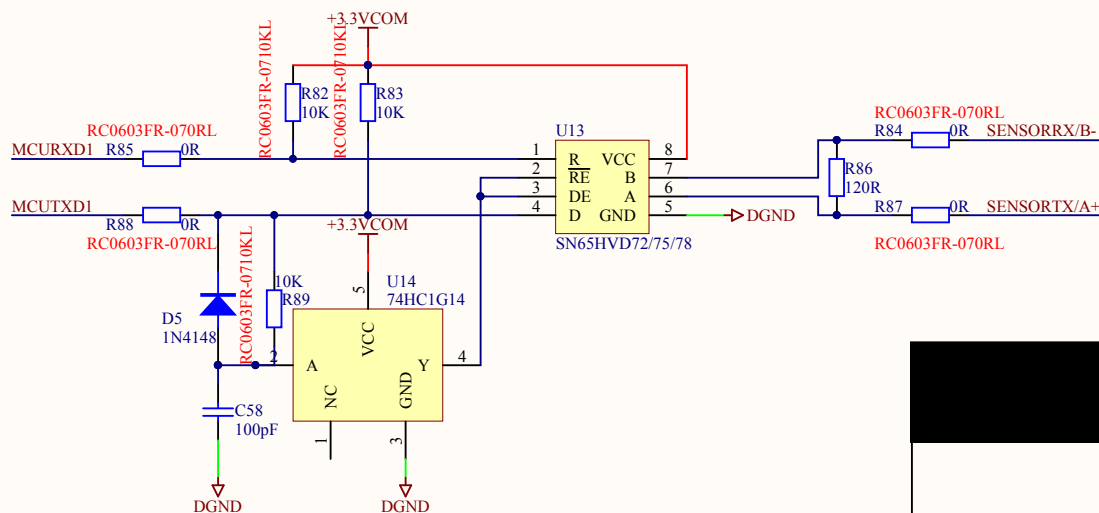 +3.3VCOM
RC0603FR-0710KL
RC0603FR-0710KL
R82
10K
R83
10K
RC0603FR-070RL
MCURXD1
R85
0R
MCUTXD1
R88
0R
RC0603FR-070RL
U13
1
R
VCC
8
2
RE
B
7
3
DE
A
6
4
D
GND
5
SN65HVD72/75/78
DGND
RC0603FR-070RL
R84
0R
SENSORRX/B-
R86
120R
R87
0R
SENSORTX/A+
RC0603FR-070RL
+3.3VCOM
RC0603FR-0710KL
10K
R89
U14
74HC1G14
5
D5
1N4148
2
A
VCC
Y
4
NC
GND
1
3
C58
100pF
DGND
DGND